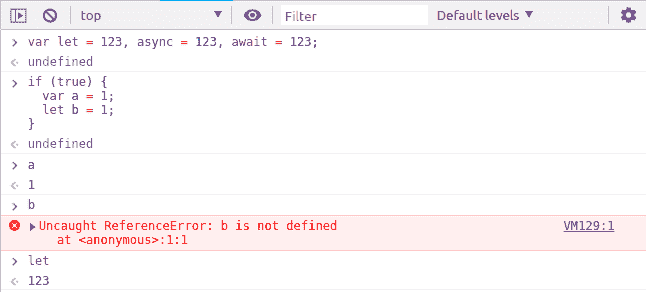 top Filter Default levels
var let = 123, async = 123, await = 123;
undefined
if (true) {
  var a = 1;
  let b = 1;
}
undefined
a
1
b
Uncaught ReferenceError: b is not defined VM129:1
    at <anonymous>:1:1
let
123